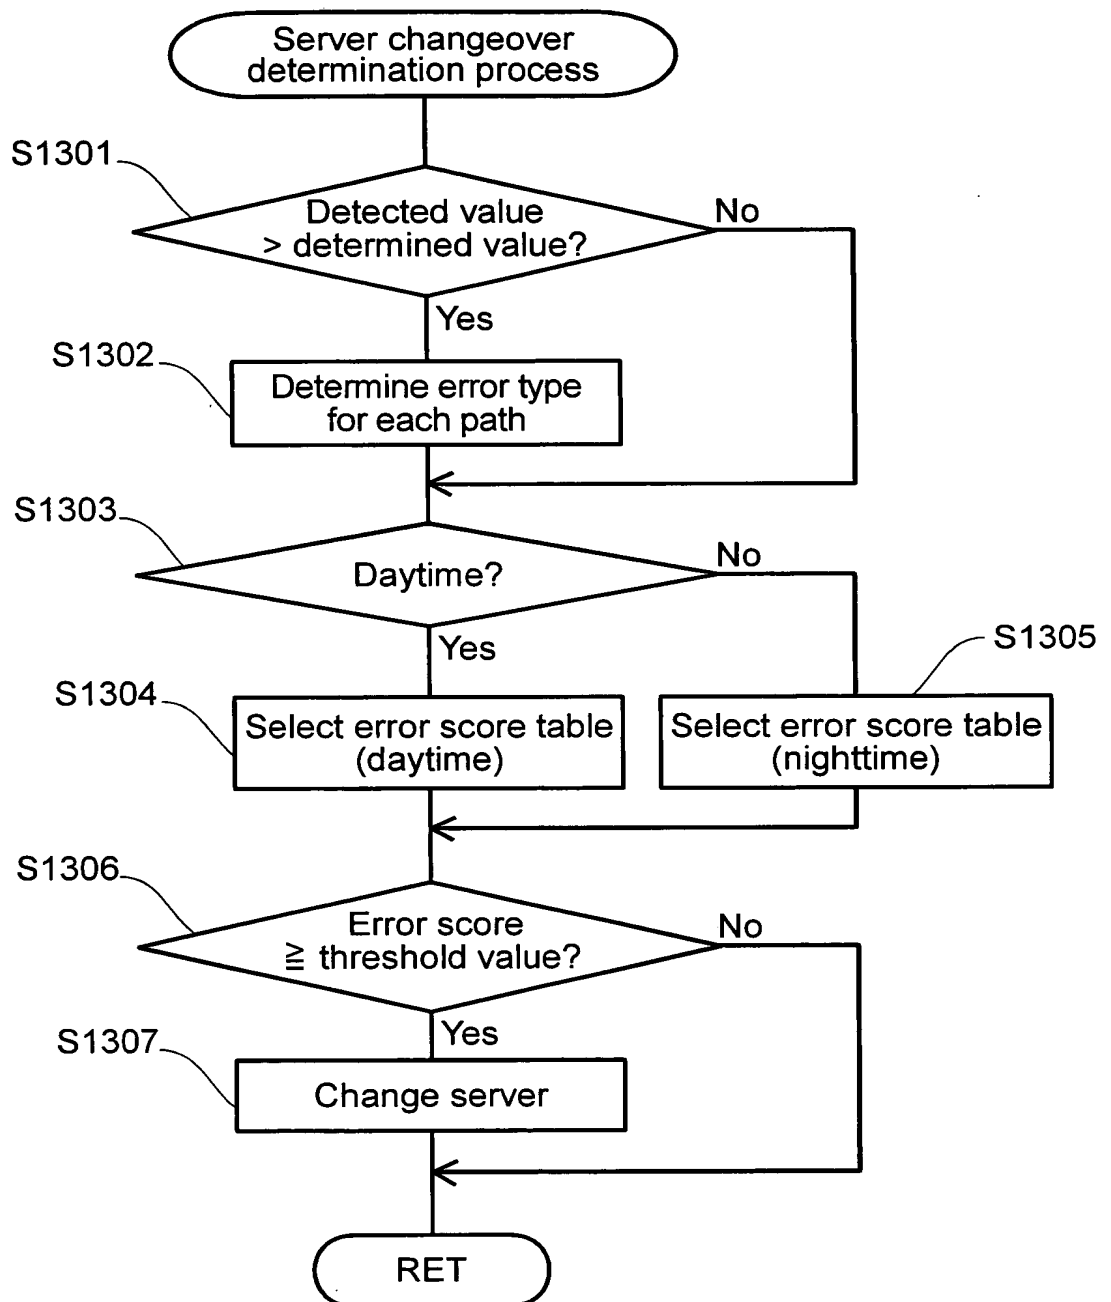 Server changeover
determination process
S1301
Detected value
> determined value?
No
Yes
S1302
Determine error type
for each path
S1303
Daytime?
No
Yes
S1305
S1304
Select error score table
(daytime)
Select error score table
(nighttime)
S1306
Error score
≧ threshold value?
No
Yes
S1307
Change server
RET